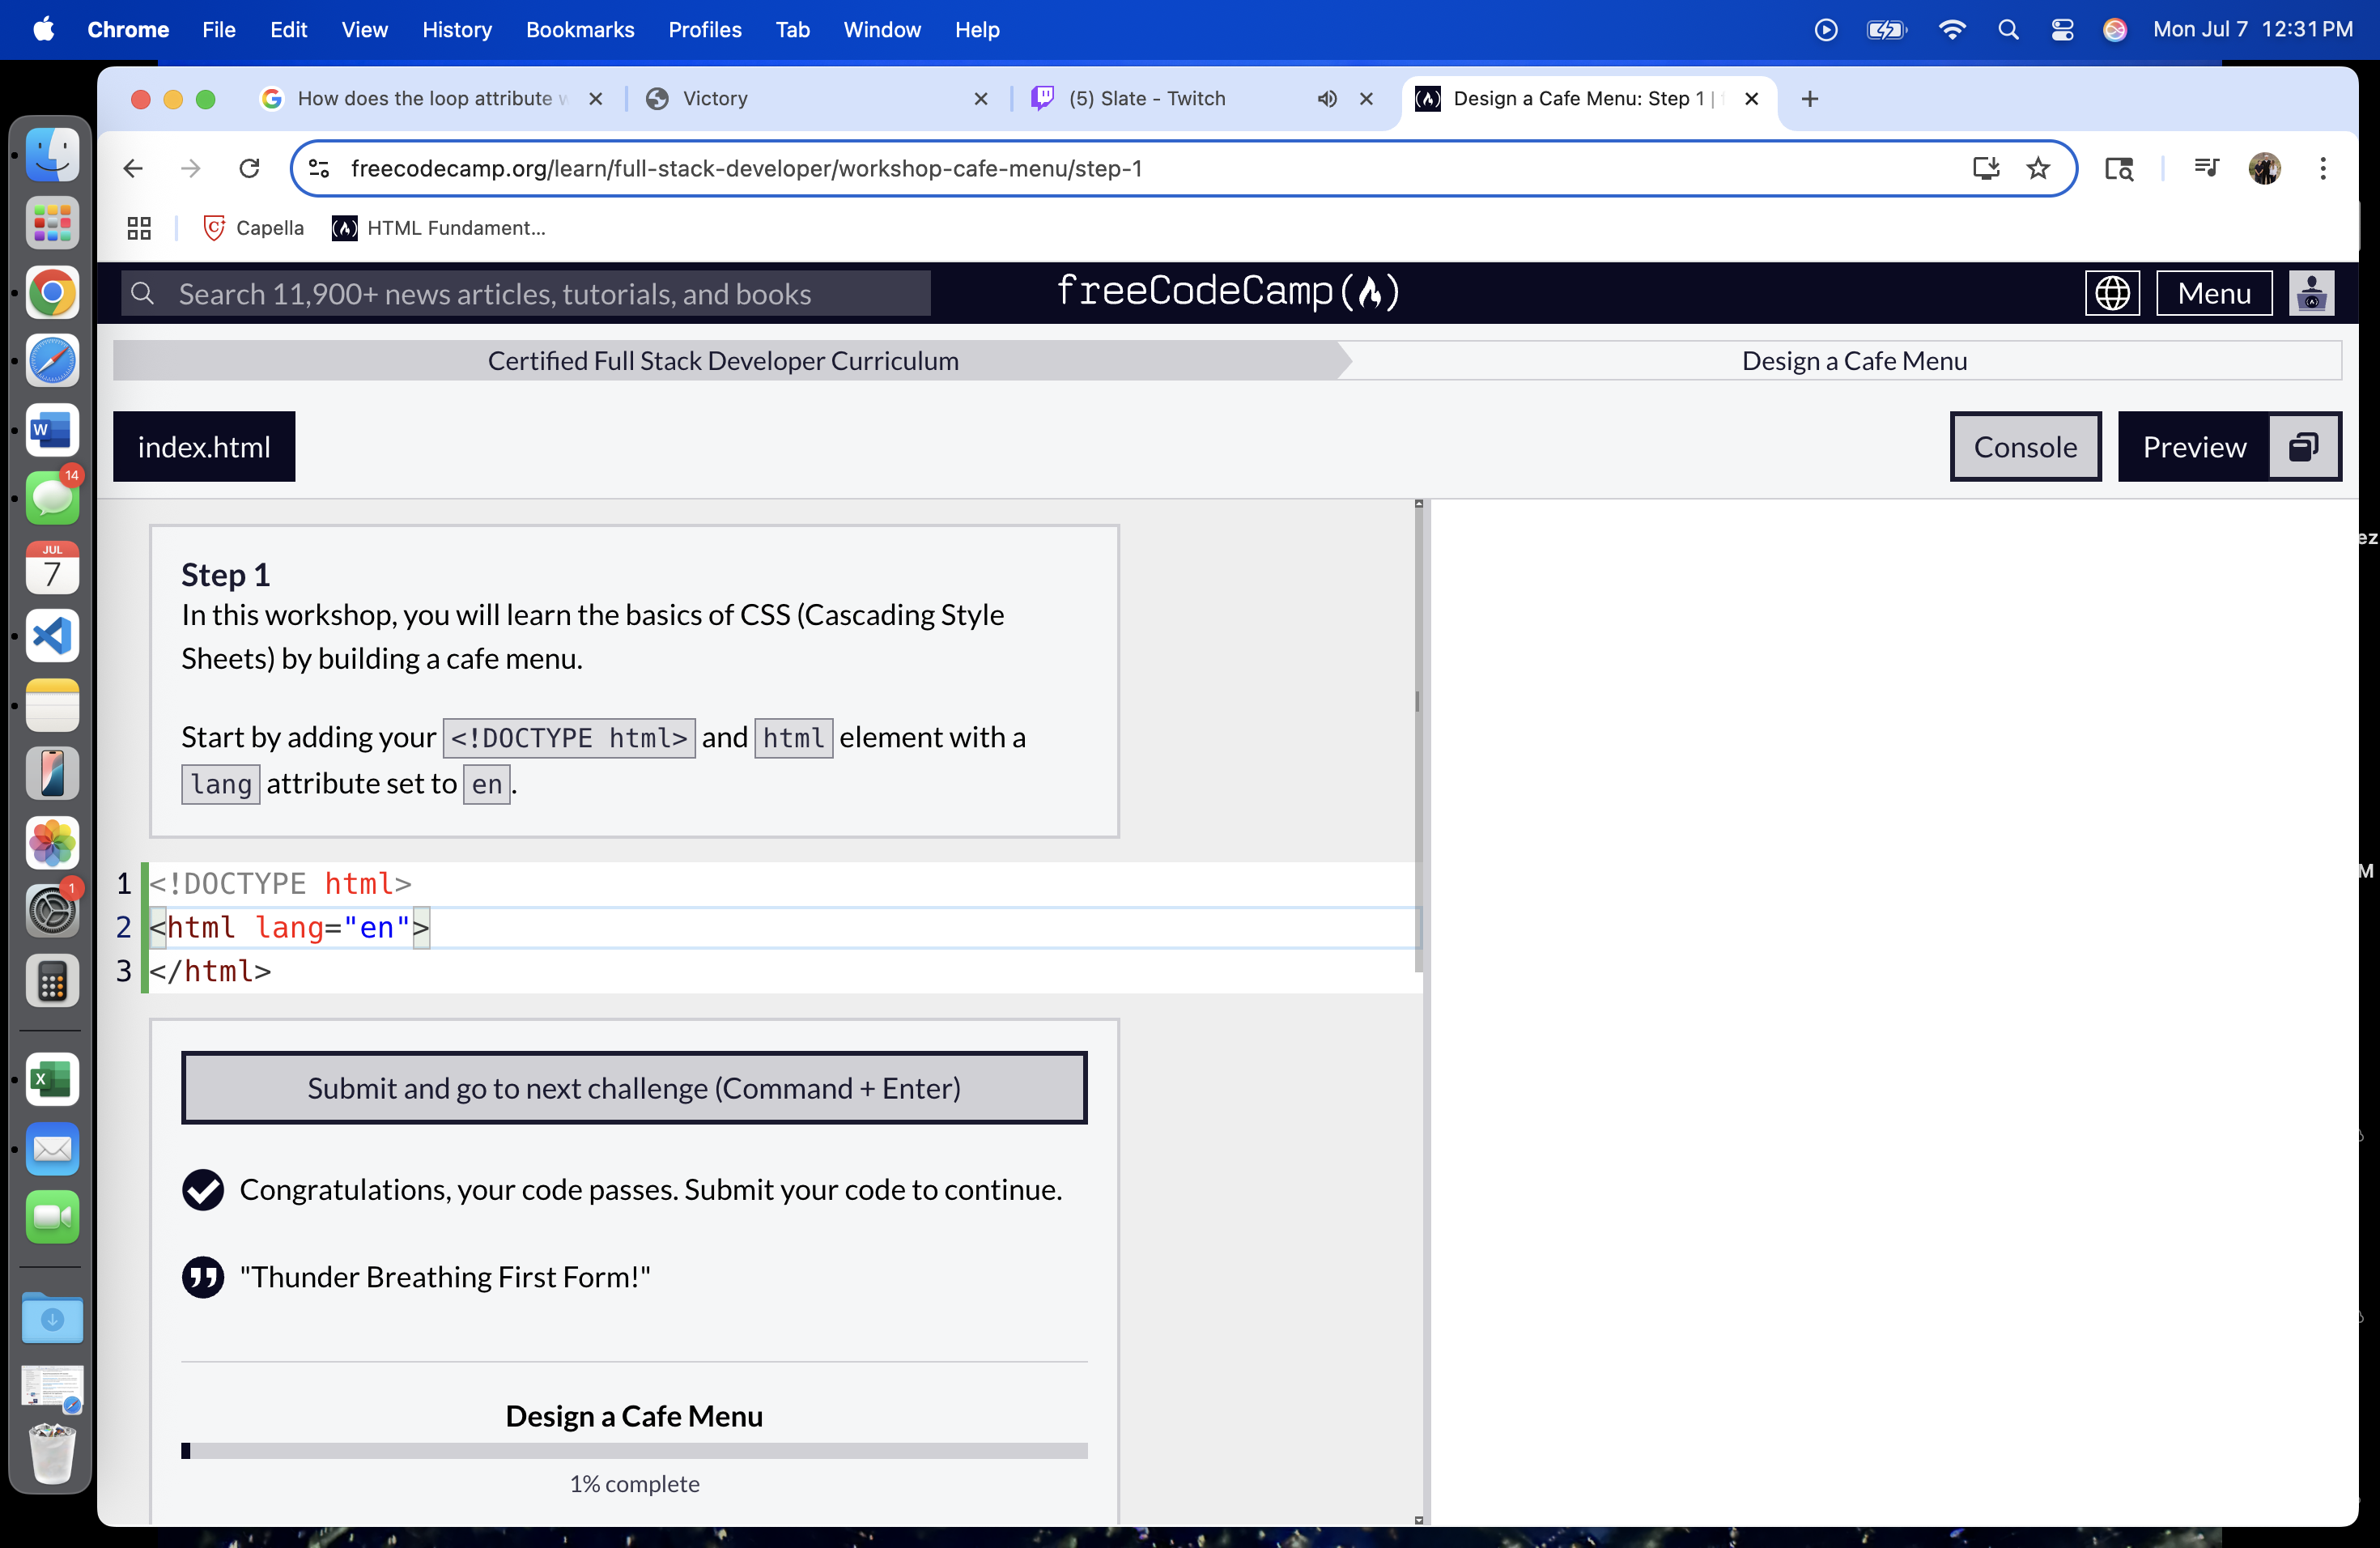 Chrome File Edit View History Bookmarks Profiles Tab Window Help Mon Jul 7 12:31 PM
How does the loop attribute Victory (5) Slate - Twitch Design a Cafe Menu: Step 1 |
freecodecamp.org/learn/full-stack-developer/workshop-cafe-menu/step-1
Capella HTML Fundament...
Search 11,900+ news articles, tutorials, and books freeCodeCamp Menu
Certified Full Stack Developer Curriculum Design a Cafe Menu
index.html Console Preview
14
JUL
7
1
Step 1
In this workshop, you will learn the basics of CSS (Cascading Style
Sheets) by building a cafe menu.
Start by adding your <!DOCTYPE html> and html element with a
lang attribute set to en.
1 <!DOCTYPE html>
2 <html lang="en">
3 </html>
Submit and go to next challenge (Command + Enter)
Congratulations, your code passes. Submit your code to continue.
"Thunder Breathing First Form!"
Design a Cafe Menu
1% complete